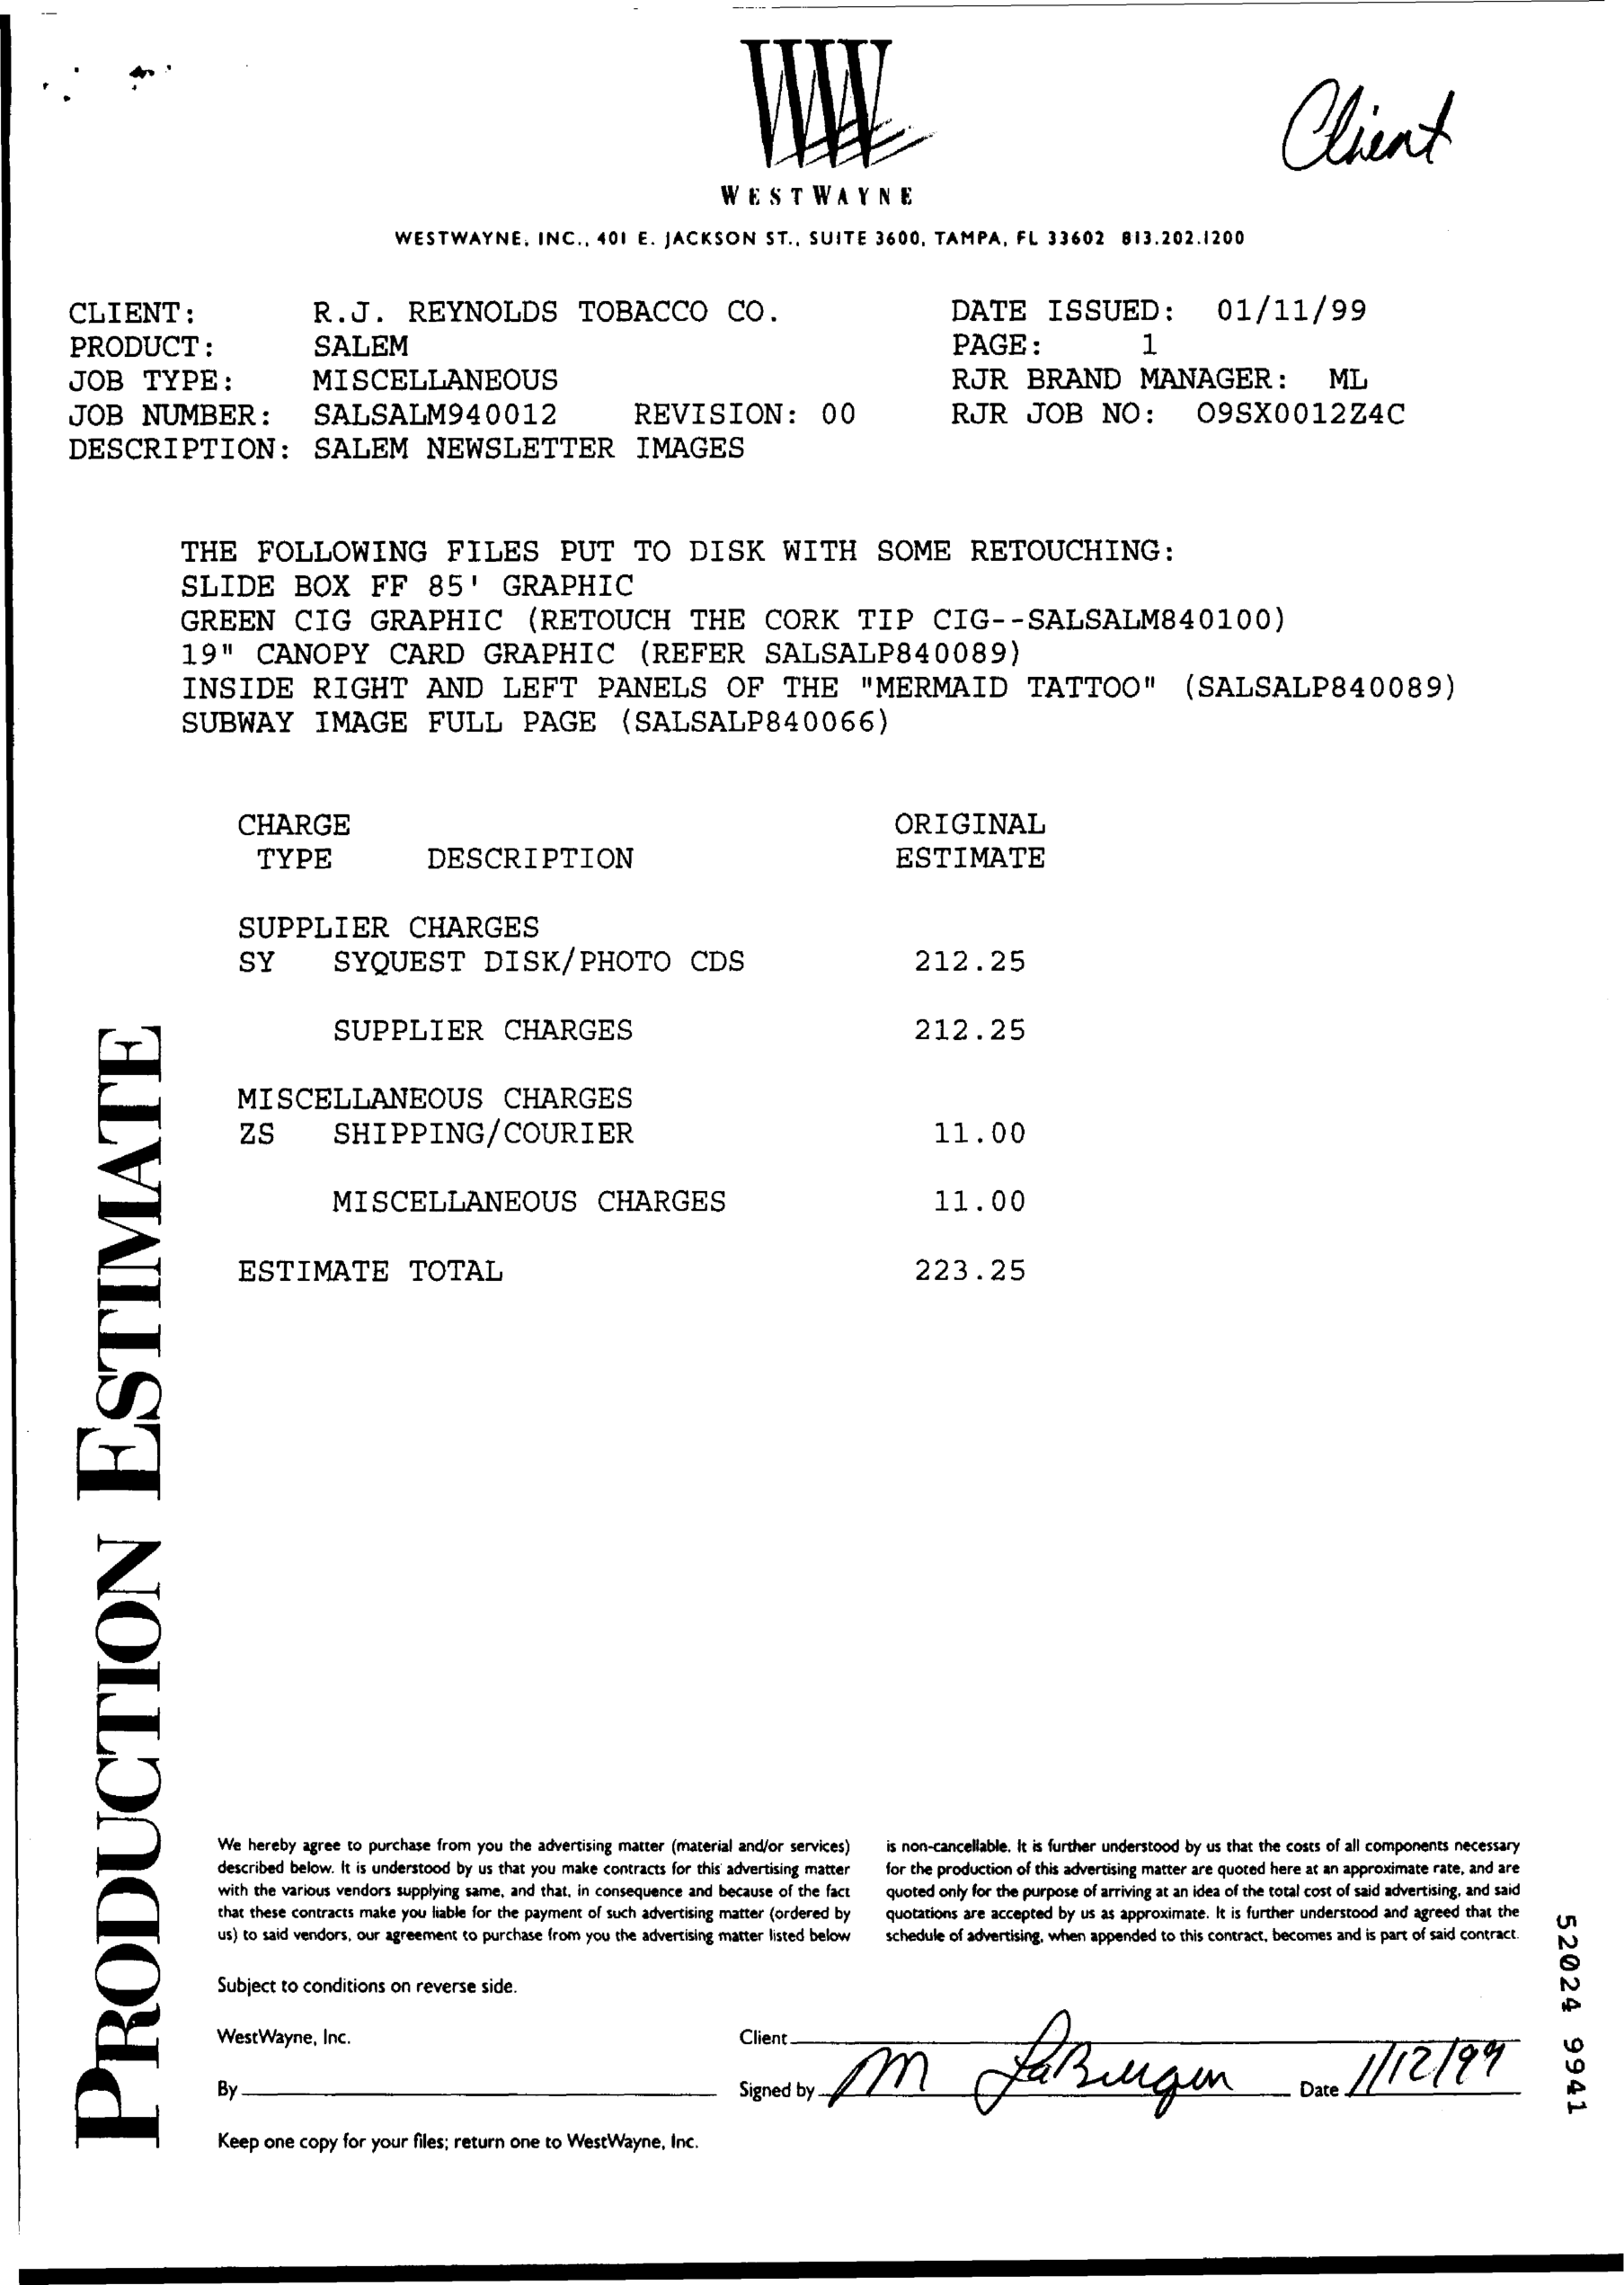 Client
WESTWAYNE
WESTWAYNE, INC., 401 E. JACKSON ST., SUITE 3600, TAMPA, FL 33602 813.202.1200
CLIENT: R.J. REYNOLDS TOBACCO CO. DATE ISSUED: 01/11/99
PRODUCT: SALEM PAGE: 1
JOB TYPE: MISCELLANEOUS RJR BRAND MANAGER: ML
JOB NUMBER: SALSALM940012 REVISION: 00 RJR JOB NO: O9SX0012Z4C
DESCRIPTION: SALEM NEWSLETTER IMAGES
THE FOLLOWING FILES PUT TO DISK WITH SOME RETOUCHING:
SLIDE BOX FF 85' GRAPHIC
GREEN CIG GRAPHIC (RETOUCH THE CORK TIP CIG--SALSALM840100)
19" CANOPY CARD GRAPHIC (REFER SALSALP840089)
INSIDE RIGHT AND LEFT PANELS OF THE "MERMAID TATTOO" (SALSALP840089)
SUBWAY IMAGE FULL PAGE (SALSALP840066)
CHARGE ORIGINAL
TYPE DESCRIPTION ESTIMATE
SUPPLIER CHARGES
SY SYQUEST DISK/PHOTO CDS 212.25
SUPPLIER CHARGES 212.25
MISCELLANEOUS CHARGES
ZS SHIPPING/COURIER 11.00
MISCELLANEOUS CHARGES 11.00
ESTIMATE TOTAL 223.25
PRODUCTION ESTIMATE
We hereby agree to purchase from you the advertising matter (material and/or services)
described below. It is understood by us that you make contracts for this advertising matter
with the various vendors supplying same, and that, in consequence and because of the fact
that these contracts make you liable for the payment of such advertising matter (ordered by
us) to said vendors, our agreement to purchase from you the advertising matter listed below
is non-cancellable. It is further understood by us that the costs of all components necessary
for the production of this advertising matter are quoted here at an approximate rate, and are
quoted only for the purpose of arriving at an idea of the total cost of said advertising, and said
quotations are accepted by us as approximate. It is further understood and agreed that the
schedule of advertising, when appended to this contract, becomes and is part of said contract.
Subject to conditions on reverse side.
WestWayne, Inc. Client
By Signed by M Date 1/12/99
Keep one copy for your files; return one to WestWayne, Inc.
52024 9941